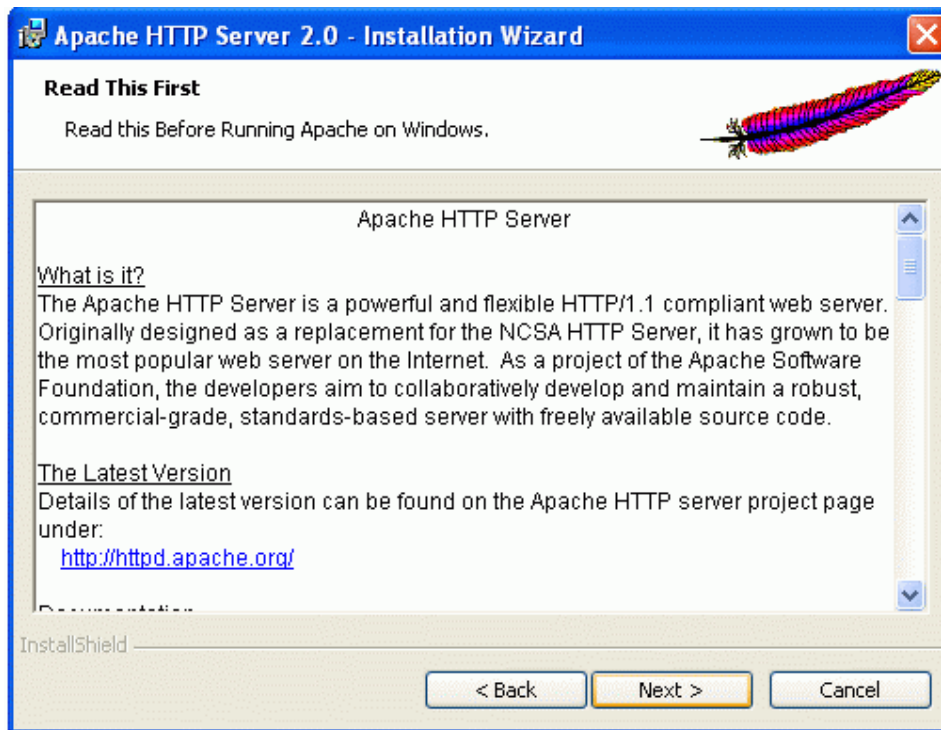 Apache HTTP Server 2.0 - Installation Wizard
Read This First
Read this Before Running Apache on Windows.
Apache HTTP Server
What is it?
The Apache HTTP Server is a powerful and flexible HTTP/1.1 compliant web server.
Originally designed as a replacement for the NCSA HTTP Server, it has grown to be
the most popular web server on the Internet.  As a project of the Apache Software
Foundation, the developers aim to collaboratively develop and maintain a robust,
commercial-grade, standards-based server with freely available source code.
The Latest Version
Details of the latest version can be found on the Apache HTTP server project page
under:
http://httpd.apache.org/
Documentation
InstallShield
< Back
Next >
Cancel